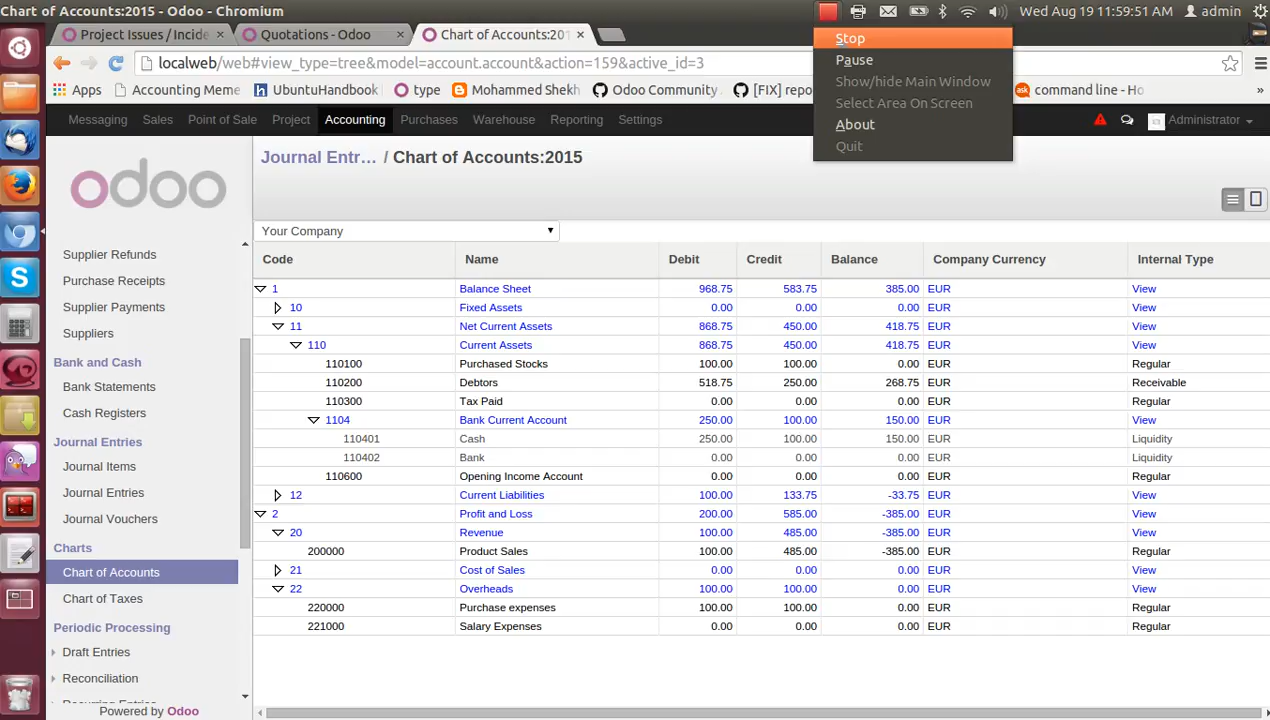 Chart of Accounts:2015 - Odoo - Chromium
Wed Aug 19 11:59:51 AM admin
Project Issues / Incide × Quotations - Odoo × Chart of Accounts:201 ×
Stop
Pause
Show/hide Main Window
Select Area On Screen
About
Quit
localweb/web#view_type=tree&model=account.account&action=159&active_id=3
Apps Accounting Meme UbuntuHandbook type Mohammed Shekh Odoo Community [FIX] repo command line - Ho »
Messaging Sales Point of Sale Project Accounting Purchases Warehouse Reporting Settings Administrator
odoo
Supplier Refunds
Purchase Receipts
Supplier Payments
Suppliers
Bank and Cash
Bank Statements
Cash Registers
Journal Entries
Journal Items
Journal Entries
Journal Vouchers
Charts
Chart of Accounts
Chart of Taxes
Periodic Processing
Draft Entries
Reconciliation
Recurring Entries
Powered by Odoo
Journal Entr... / Chart of Accounts:2015
Your Company
Code Name Debit Credit Balance Company Currency Internal Type
1 Balance Sheet 968.75 583.75 385.00 EUR View
10 Fixed Assets 0.00 0.00 0.00 EUR View
11 Net Current Assets 868.75 450.00 418.75 EUR View
110 Current Assets 868.75 450.00 418.75 EUR View
110100 Purchased Stocks 100.00 100.00 0.00 EUR Regular
110200 Debtors 518.75 250.00 268.75 EUR Receivable
110300 Tax Paid 0.00 0.00 0.00 EUR Regular
1104 Bank Current Account 250.00 100.00 150.00 EUR View
110401 Cash 250.00 100.00 150.00 EUR Liquidity
110402 Bank 0.00 0.00 0.00 EUR Liquidity
110600 Opening Income Account 0.00 0.00 0.00 EUR Regular
12 Current Liabilities 100.00 133.75 -33.75 EUR View
2 Profit and Loss 200.00 585.00 -385.00 EUR View
20 Revenue 100.00 485.00 -385.00 EUR View
200000 Product Sales 100.00 485.00 -385.00 EUR Regular
21 Cost of Sales 0.00 0.00 0.00 EUR View
22 Overheads 100.00 100.00 0.00 EUR View
220000 Purchase expenses 100.00 100.00 0.00 EUR Regular
221000 Salary Expenses 0.00 0.00 0.00 EUR Regular